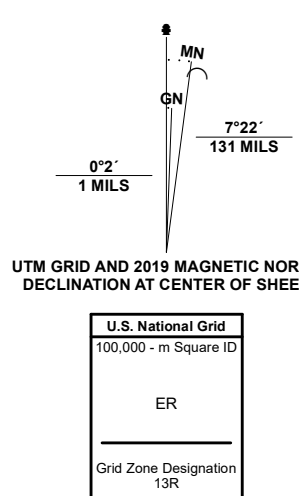 MN
GN
7°22´
131 MILS
0°2´
1 MILS
UTM GRID AND 2019 MAGNETIC NOR
DECLINATION AT CENTER OF SHEE
U.S. National Grid
100,000 - m Square ID
ER
Grid Zone Designation
13R